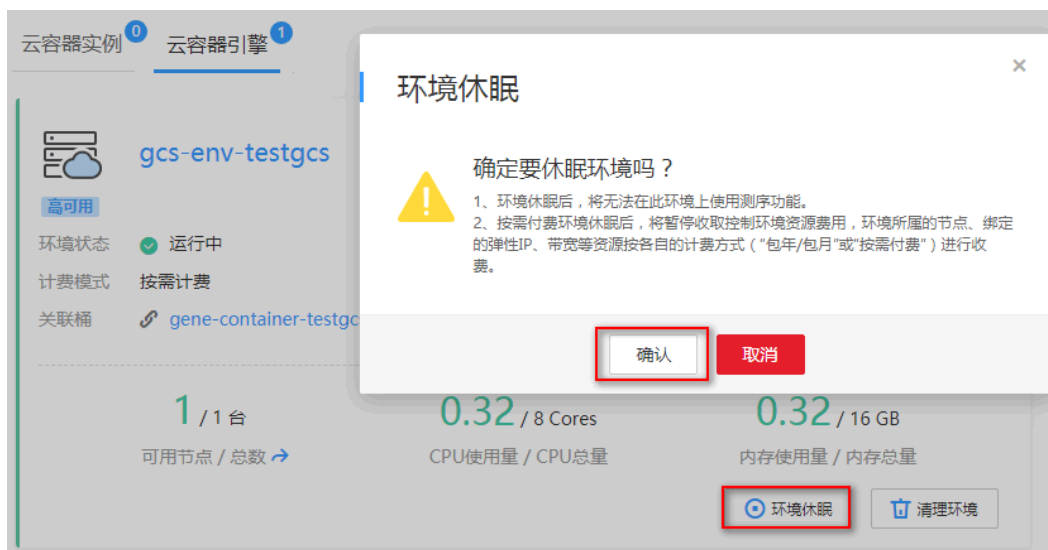 云容器实例 0
云容器引擎 1
gcs-env-testgcs
高可用
环境状态 运行中
计费模式 按需计费
关联桶 gene-container-testgc
环境休眠
×
确定要休眠环境吗？
1、环境休眠后，将无法在此环境上使用测序功能。
2、按需付费环境休眠后，将暂停收取控制环境资源费用，环境所属的节点、绑定
的弹性IP、带宽等资源按各自的计费方式（"包年/包月"或"按需付费"）进行收
费。
确认 取消
1 / 1 台 0.32 / 8 Cores 0.32 / 16 GB
可用节点 / 总数 CPU使用量 / CPU总量 内存使用量 / 内存总量
环境休眠 清理环境